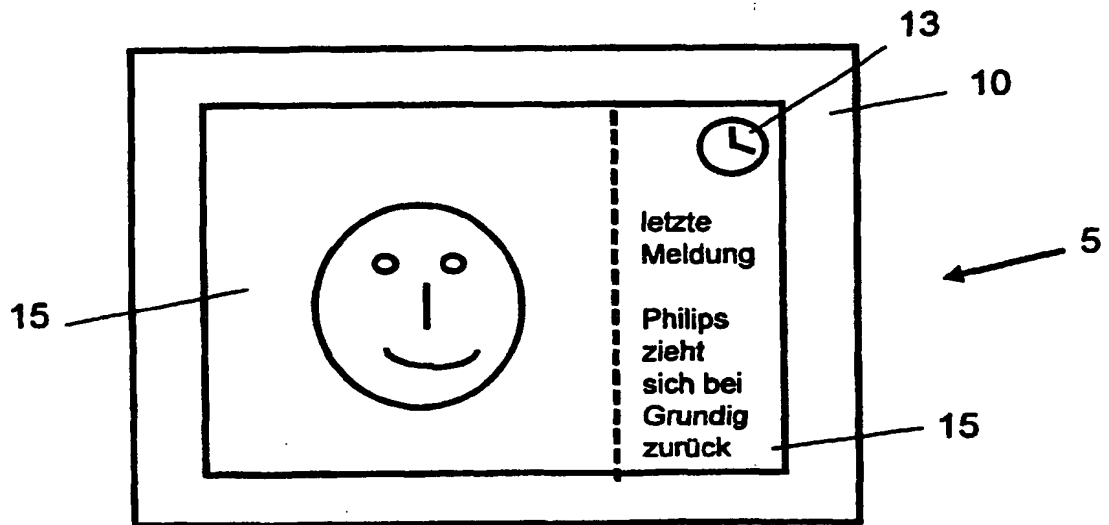 13
10
letzte
Meldung
5
15
Philips
zieht
sich bei
Grundig
zurück
15